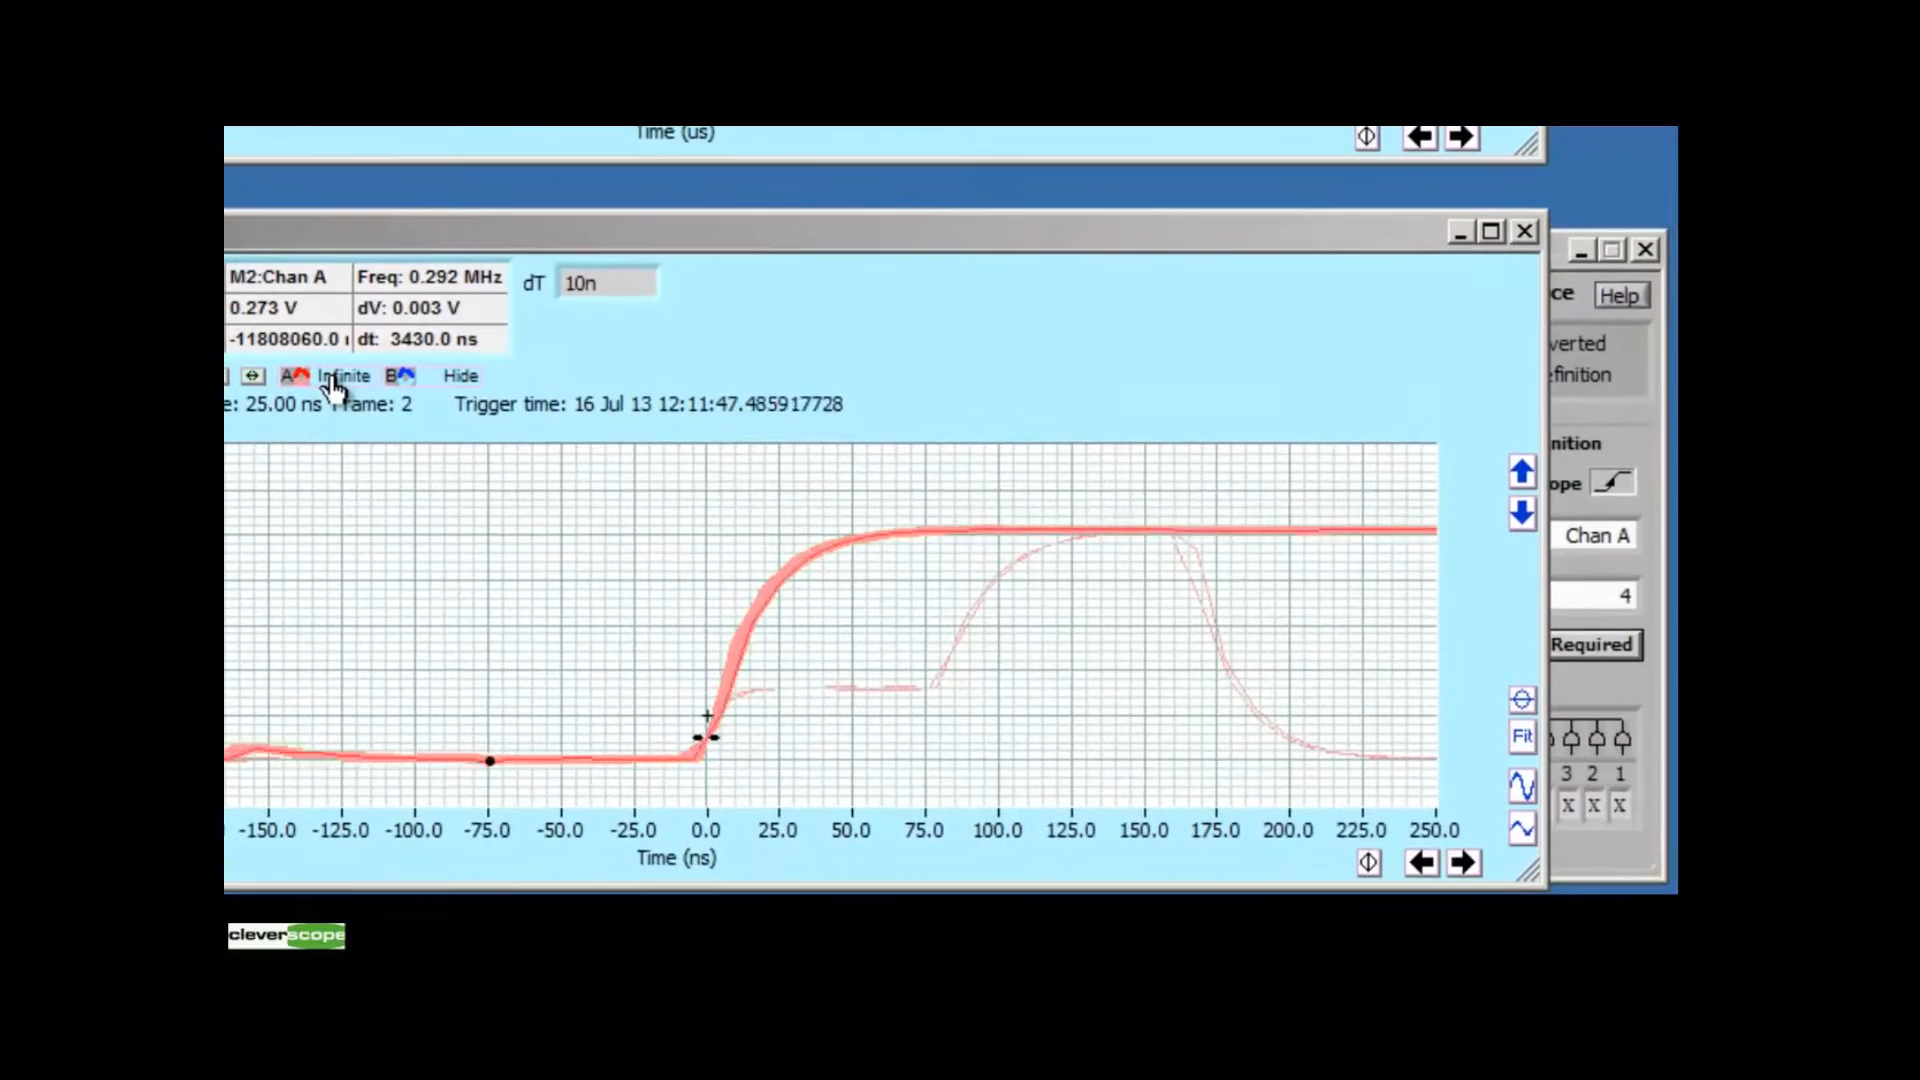 Time (us)
M2:Chan A Freq: 0.292 MHz dT 10n
0.273 V dV: 0.003 V
-11808060.0 dt: 3430.0 ns
A Infinite B Hide
e: 25.00 ns Frame: 2 Trigger time: 16 Jul 13 12:11:47.485917728
-150.0 -125.0 -100.0 -75.0 -50.0 -25.0 0.0 25.0 50.0 75.0 100.0 125.0 150.0 175.0 200.0 225.0 250.0
Time (ns)
Fit
ce Help
verted
efinition
nition
ope
Chan A
4
Required
3 2 1
X X X
cleverscope